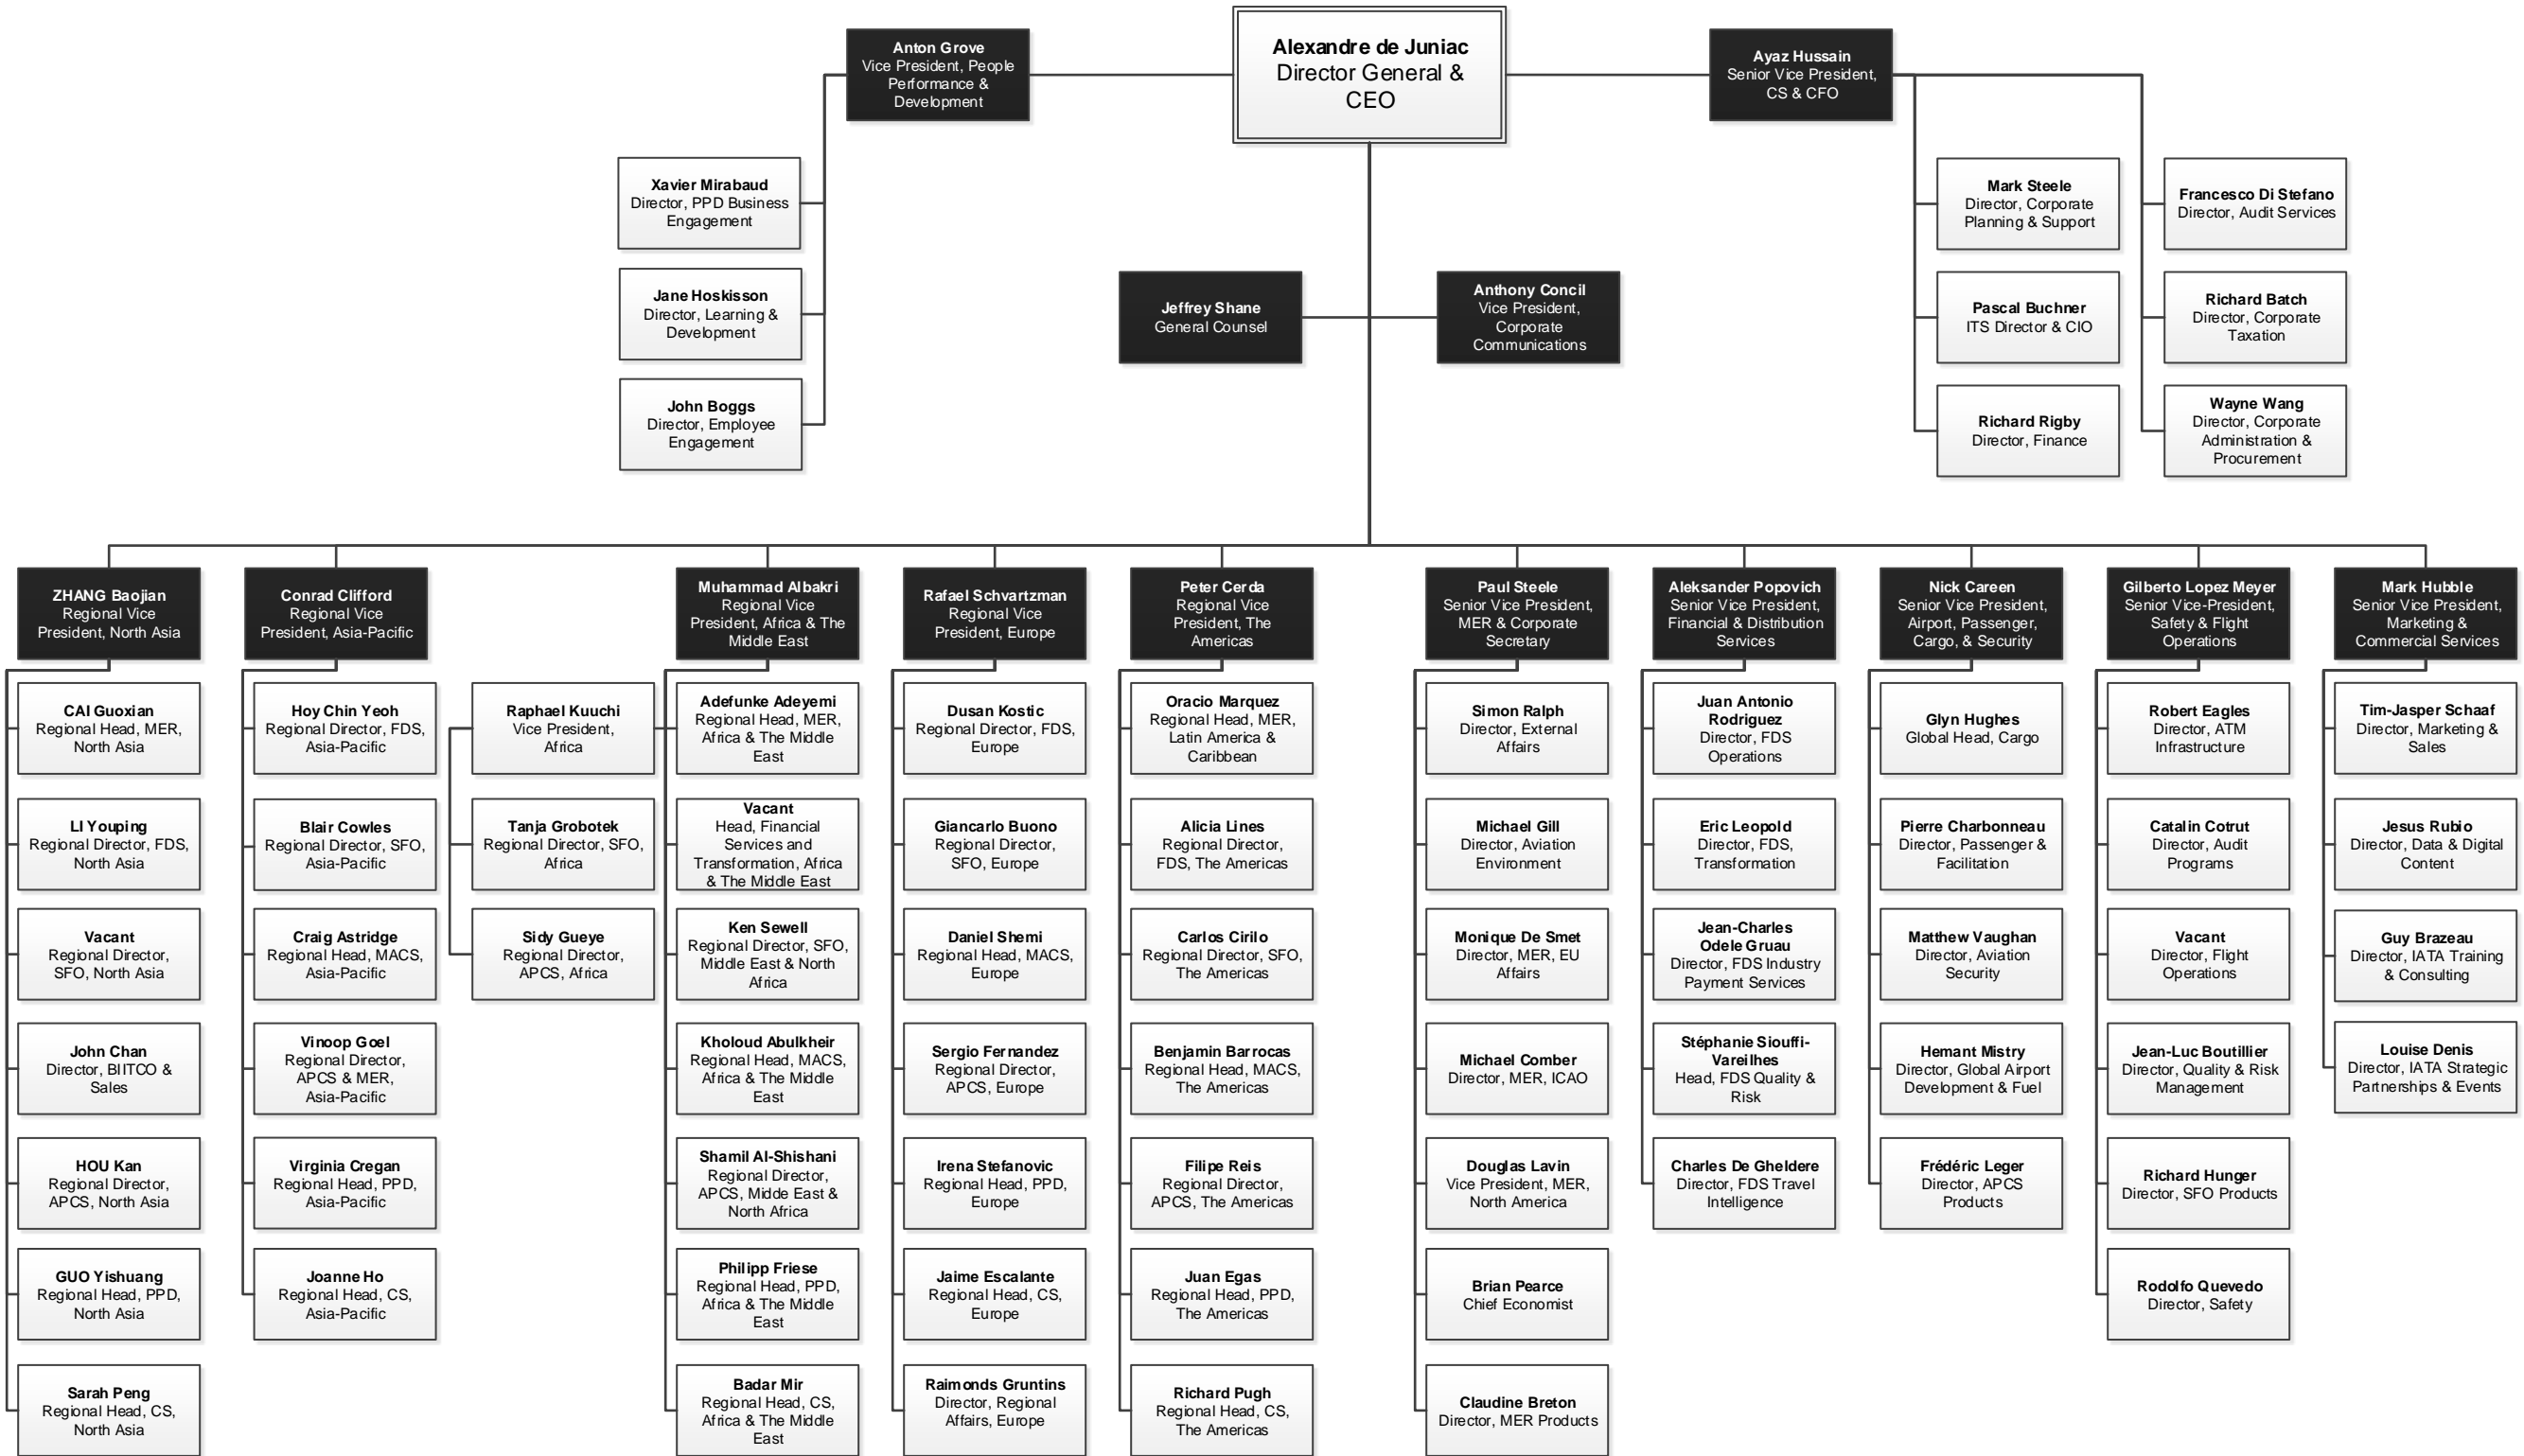 Anton Grove
Vice President, People
Performance &
Development
Alexandre de Juniac
Director General &
CEO
Ayaz Hussain
Senior Vice President,
CS & CFO
Xavier Mirabaud
Director, PPD Business
Engagement
Jane Hoskisson
Director, Learning &
Development
John Boggs
Director, Employee
Engagement
Jeffrey Shane
General Counsel
Anthony Concil
Vice President,
Corporate
Communications
Mark Steele
Director, Corporate
Planning & Support
Pascal Buchner
ITS Director & CIO
Richard Rigby
Director, Finance
Francesco Di Stefano
Director, Audit Services
Richard Batch
Director, Corporate
Taxation
Wayne Wang
Director, Corporate
Administration &
Procurement
ZHANG Baojian
Regional Vice
President, North Asia
CAI Guoxian
Regional Head, MER,
North Asia
LI Youping
Regional Director, FDS,
North Asia
Vacant
Regional Director,
SFO, North Asia
John Chan
Director, BIITCO &
Sales
HOU Kan
Regional Director,
APCS, North Asia
GUO Yishuang
Regional Head, PPD,
North Asia
Sarah Peng
Regional Head, CS,
North Asia
Conrad Clifford
Regional Vice
President, Asia-Pacific
Hoy Chin Yeoh
Regional Director, FDS,
Asia-Pacific
Blair Cowles
Regional Director, SFO,
Asia-Pacific
Craig Astridge
Regional Head, MACS,
Asia-Pacific
Vinoop Goel
Regional Director,
APCS & MER,
Asia-Pacific
Virginia Cregan
Regional Head, PPD,
Asia-Pacific
Joanne Ho
Regional Head, CS,
Asia-Pacific
Raphael Kuuchi
Vice President,
Africa
Tanja Grobotek
Regional Director, SFO,
Africa
Sidy Gueye
Regional Director,
APCS, Africa
Muhammad Albakri
Regional Vice
President, Africa & The
Middle East
Adefunke Adeyemi
Regional Head, MER,
Africa & The Middle
East
Vacant
Head, Financial
Services and
Transformation, Africa
& The Middle East
Ken Sewell
Regional Director, SFO,
Middle East & North
Africa
Kholoud Abulkheir
Regional Head, MACS,
Africa & The Middle
East
Shamil Al-Shishani
Regional Director,
APCS, Midde East &
North Africa
Philipp Friese
Regional Head, PPD,
Africa & The Middle
East
Badar Mir
Regional Head, CS,
Africa & The Middle
East
Rafael Schvartzman
Regional Vice
President, Europe
Dusan Kostic
Regional Director, FDS,
Europe
Giancarlo Buono
Regional Director,
SFO, Europe
Daniel Shemi
Regional Head, MACS,
Europe
Sergio Fernandez
Regional Director,
APCS, Europe
Irena Stefanovic
Regional Head, PPD,
Europe
Jaime Escalante
Regional Head, CS,
Europe
Raimonds Gruntins
Director, Regional
Affairs, Europe
Peter Cerda
Regional Vice
President, The
Americas
Oracio Marquez
Regional Head, MER,
Latin America &
Caribbean
Alicia Lines
Regional Director,
FDS, The Americas
Carlos Cirilo
Regional Director, SFO,
The Americas
Benjamin Barrocas
Regional Head, MACS,
The Americas
Filipe Reis
Regional Director,
APCS, The Americas
Juan Egas
Regional Head, PPD,
The Americas
Richard Pugh
Regional Head, CS,
The Americas
Paul Steele
Senior Vice President,
MER & Corporate
Secretary
Simon Ralph
Director, External
Affairs
Michael Gill
Director, Aviation
Environment
Monique De Smet
Director, MER, EU
Affairs
Michael Comber
Director, MER, ICAO
Douglas Lavin
Vice President, MER,
North America
Brian Pearce
Chief Economist
Claudine Breton
Director, MER Products
Aleksander Popovich
Senior Vice President,
Financial & Distribution
Services
Juan Antonio
Rodriguez
Director, FDS
Operations
Eric Leopold
Director, FDS,
Transformation
Jean-Charles
Odele Gruau
Director, FDS Industry
Payment Services
Stéphanie Siouffi-
Vareilhes
Head, FDS Quality &
Risk
Charles De Gheldere
Director, FDS Travel
Intelligence
Nick Careen
Senior Vice President,
Airport, Passenger,
Cargo, & Security
Glyn Hughes
Global Head, Cargo
Pierre Charbonneau
Director, Passenger &
Facilitation
Matthew Vaughan
Director, Aviation
Security
Hemant Mistry
Director, Global Airport
Development & Fuel
Frédéric Leger
Director, APCS
Products
Gilberto Lopez Meyer
Senior Vice-President,
Safety & Flight
Operations
Robert Eagles
Director, ATM
Infrastructure
Catalin Cotrut
Director, Audit
Programs
Vacant
Director, Flight
Operations
Jean-Luc Boutillier
Director, Quality & Risk
Management
Richard Hunger
Director, SFO Products
Rodolfo Quevedo
Director, Safety
Mark Hubble
Senior Vice President,
Marketing &
Commercial Services
Tim-Jasper Schaaf
Director, Marketing &
Sales
Jesus Rubio
Director, Data & Digital
Content
Guy Brazeau
Director, IATA Training
& Consulting
Louise Denis
Director, IATA Strategic
Partnerships & Events